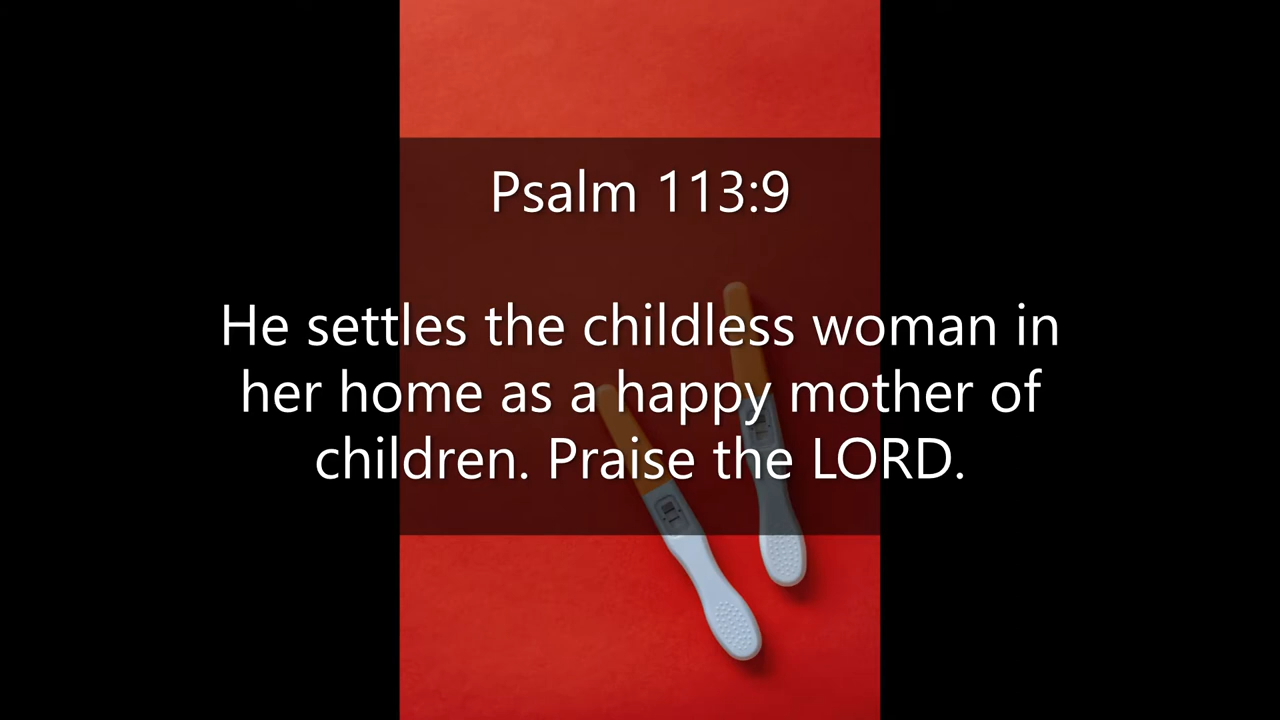 Psalm 113:9
He settles the childless woman in
her home as a happy mother of
children. Praise the LORD.